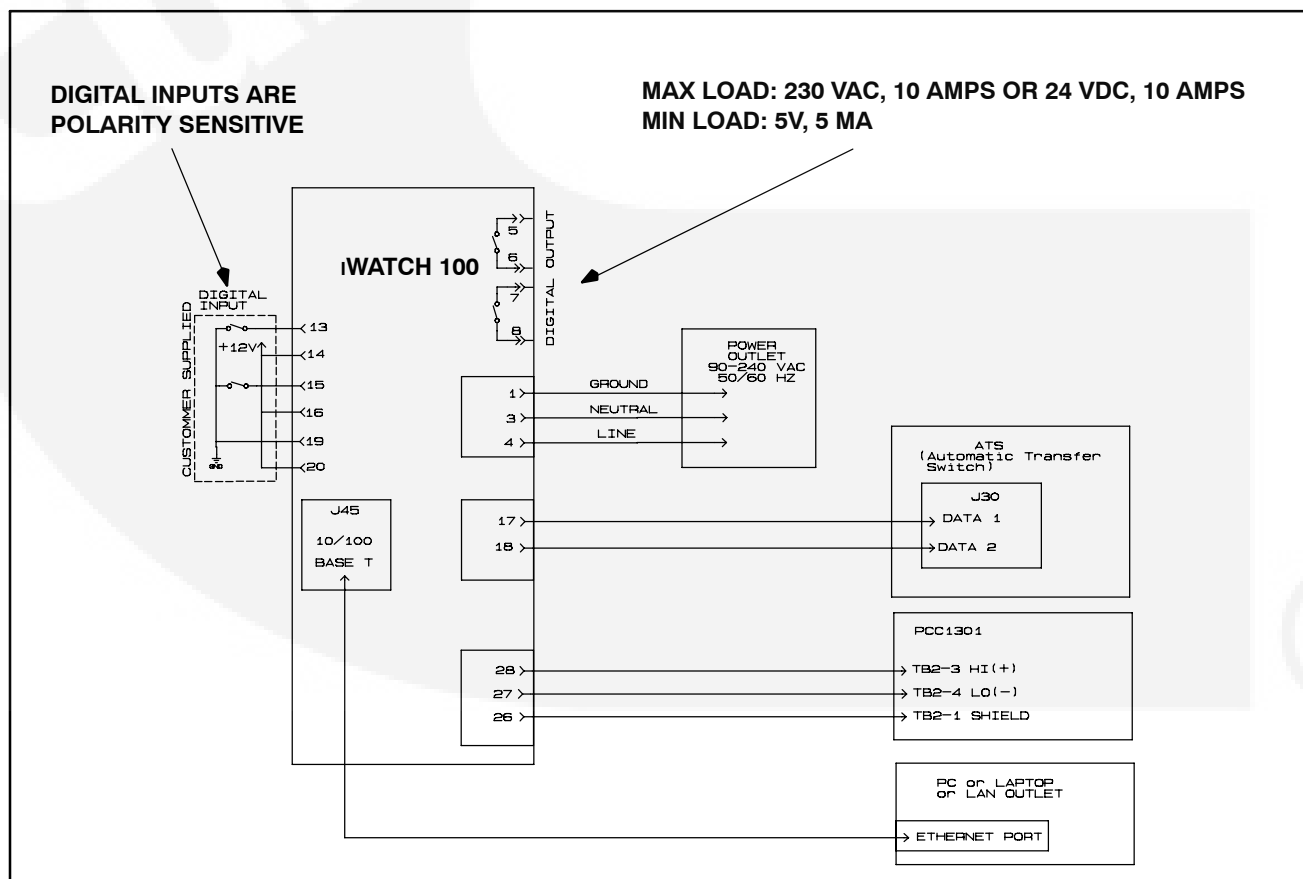 DIGITAL INPUTS ARE
POLARITY SENSITIVE
MAX LOAD: 230 VAC, 10 AMPS OR 24 VDC, 10 AMPS
MIN LOAD: 5V, 5 MA
iWATCH 100
5
6
7
8
DIGITAL OUTPUT
DIGITAL OUTPUT
CUSTOMMER SUPPLIED
DIGITAL
INPUT
+12V
GND
13
14
15
16
19
20
1
3
4
GROUND
NEUTRAL
LINE
POWER
OUTLET
90-240 VAC
50/60 HZ
J45
10/100
BASE T
17
18
ATS
(Automatic Transfer
Switch)
J30
DATA 1
DATA 2
28
27
26
PCC1301
TB2-3 HI(+)
TB2-4 LO(-)
TB2-1 SHIELD
PC or LAPTOP
or LAN OUTLET
ETHERNET PORT